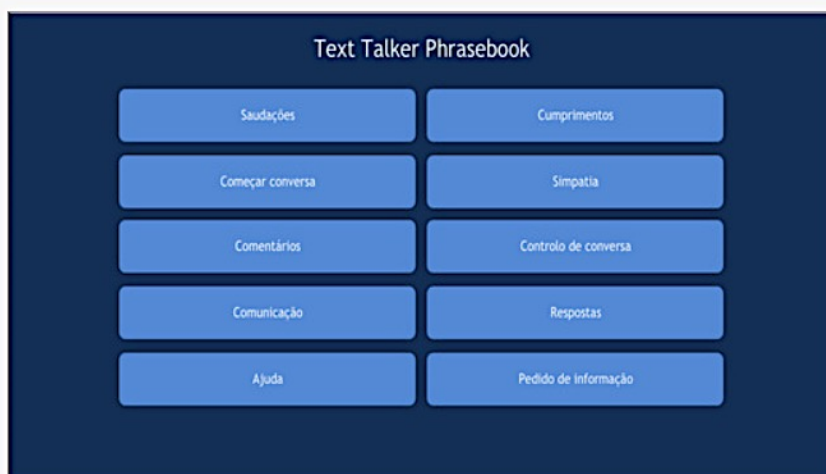 Text Talker Phrasebook
Saudações
Cumprimentos
Começar conversa
Simpatia
Comentários
Controlo de conversa
Comunicação
Respostas
Ajuda
Pedido de informação